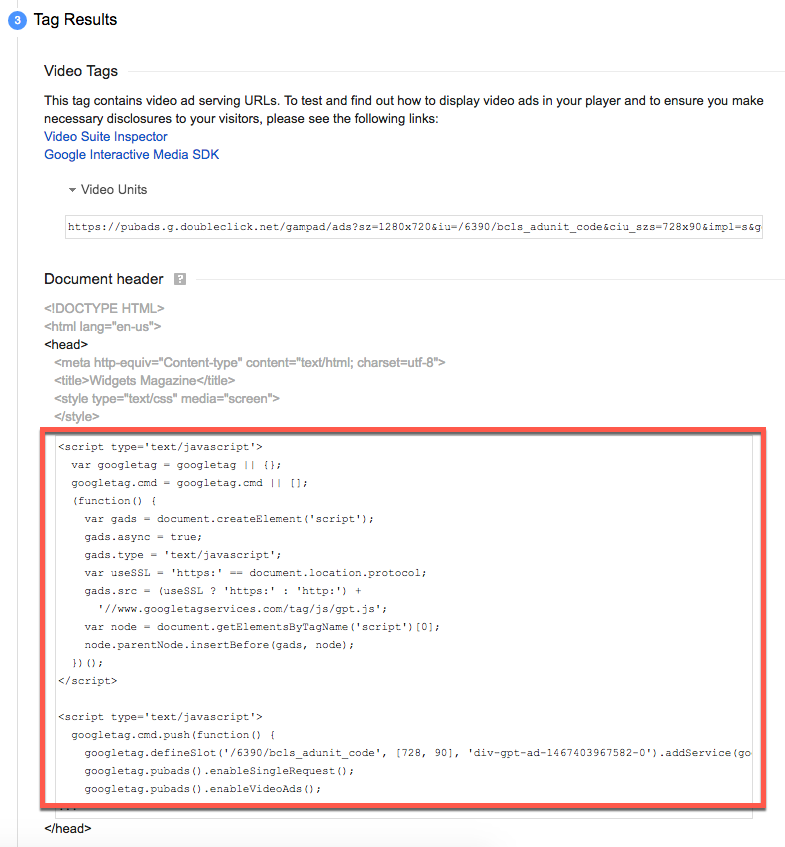 3 Tag Results
Video Tags
This tag contains video ad serving URLs. To test and find out how to display video ads in your player and to ensure you make
necessary disclosures to your visitors, please see the following links:
Video Suite Inspector
Google Interactive Media SDK
Video Units
https://pubads.g.doubleclick.net/gampad/ads?sz=1280x720&iu=/6390/bcls_adunit_code&ciu_szs=728x90&impl=s&g
Document header ?
<!DOCTYPE HTML>
<html lang="en-us">
<head>
<meta http-equiv="Content-type" content="text/html; charset=utf-8">
<title>Widgets Magazine</title>
<style type="text/css" media="screen">
</style>
<script type='text/javascript'>
var googletag = googletag || {};
googletag.cmd = googletag.cmd || [];
(function() {
var gads = document.createElement('script');
gads.async = true;
gads.type = 'text/javascript';
var useSSL = 'https:' == document.location.protocol;
gads.src = (useSSL ? 'https:' : 'http:') +
'//www.googletagservices.com/tag/js/gpt.js';
var node = document.getElementsByTagName('script')[0];
node.parentNode.insertBefore(gads, node);
})();
</script>
<script type='text/javascript'>
googletag.cmd.push(function() {
googletag.defineSlot('/6390/bcls_adunit_code', [728, 90], 'div-gpt-ad-1467403967582-0').addService(go
googletag.pubads().enableSingleRequest();
googletag.pubads().enableVideoAds();
</head>